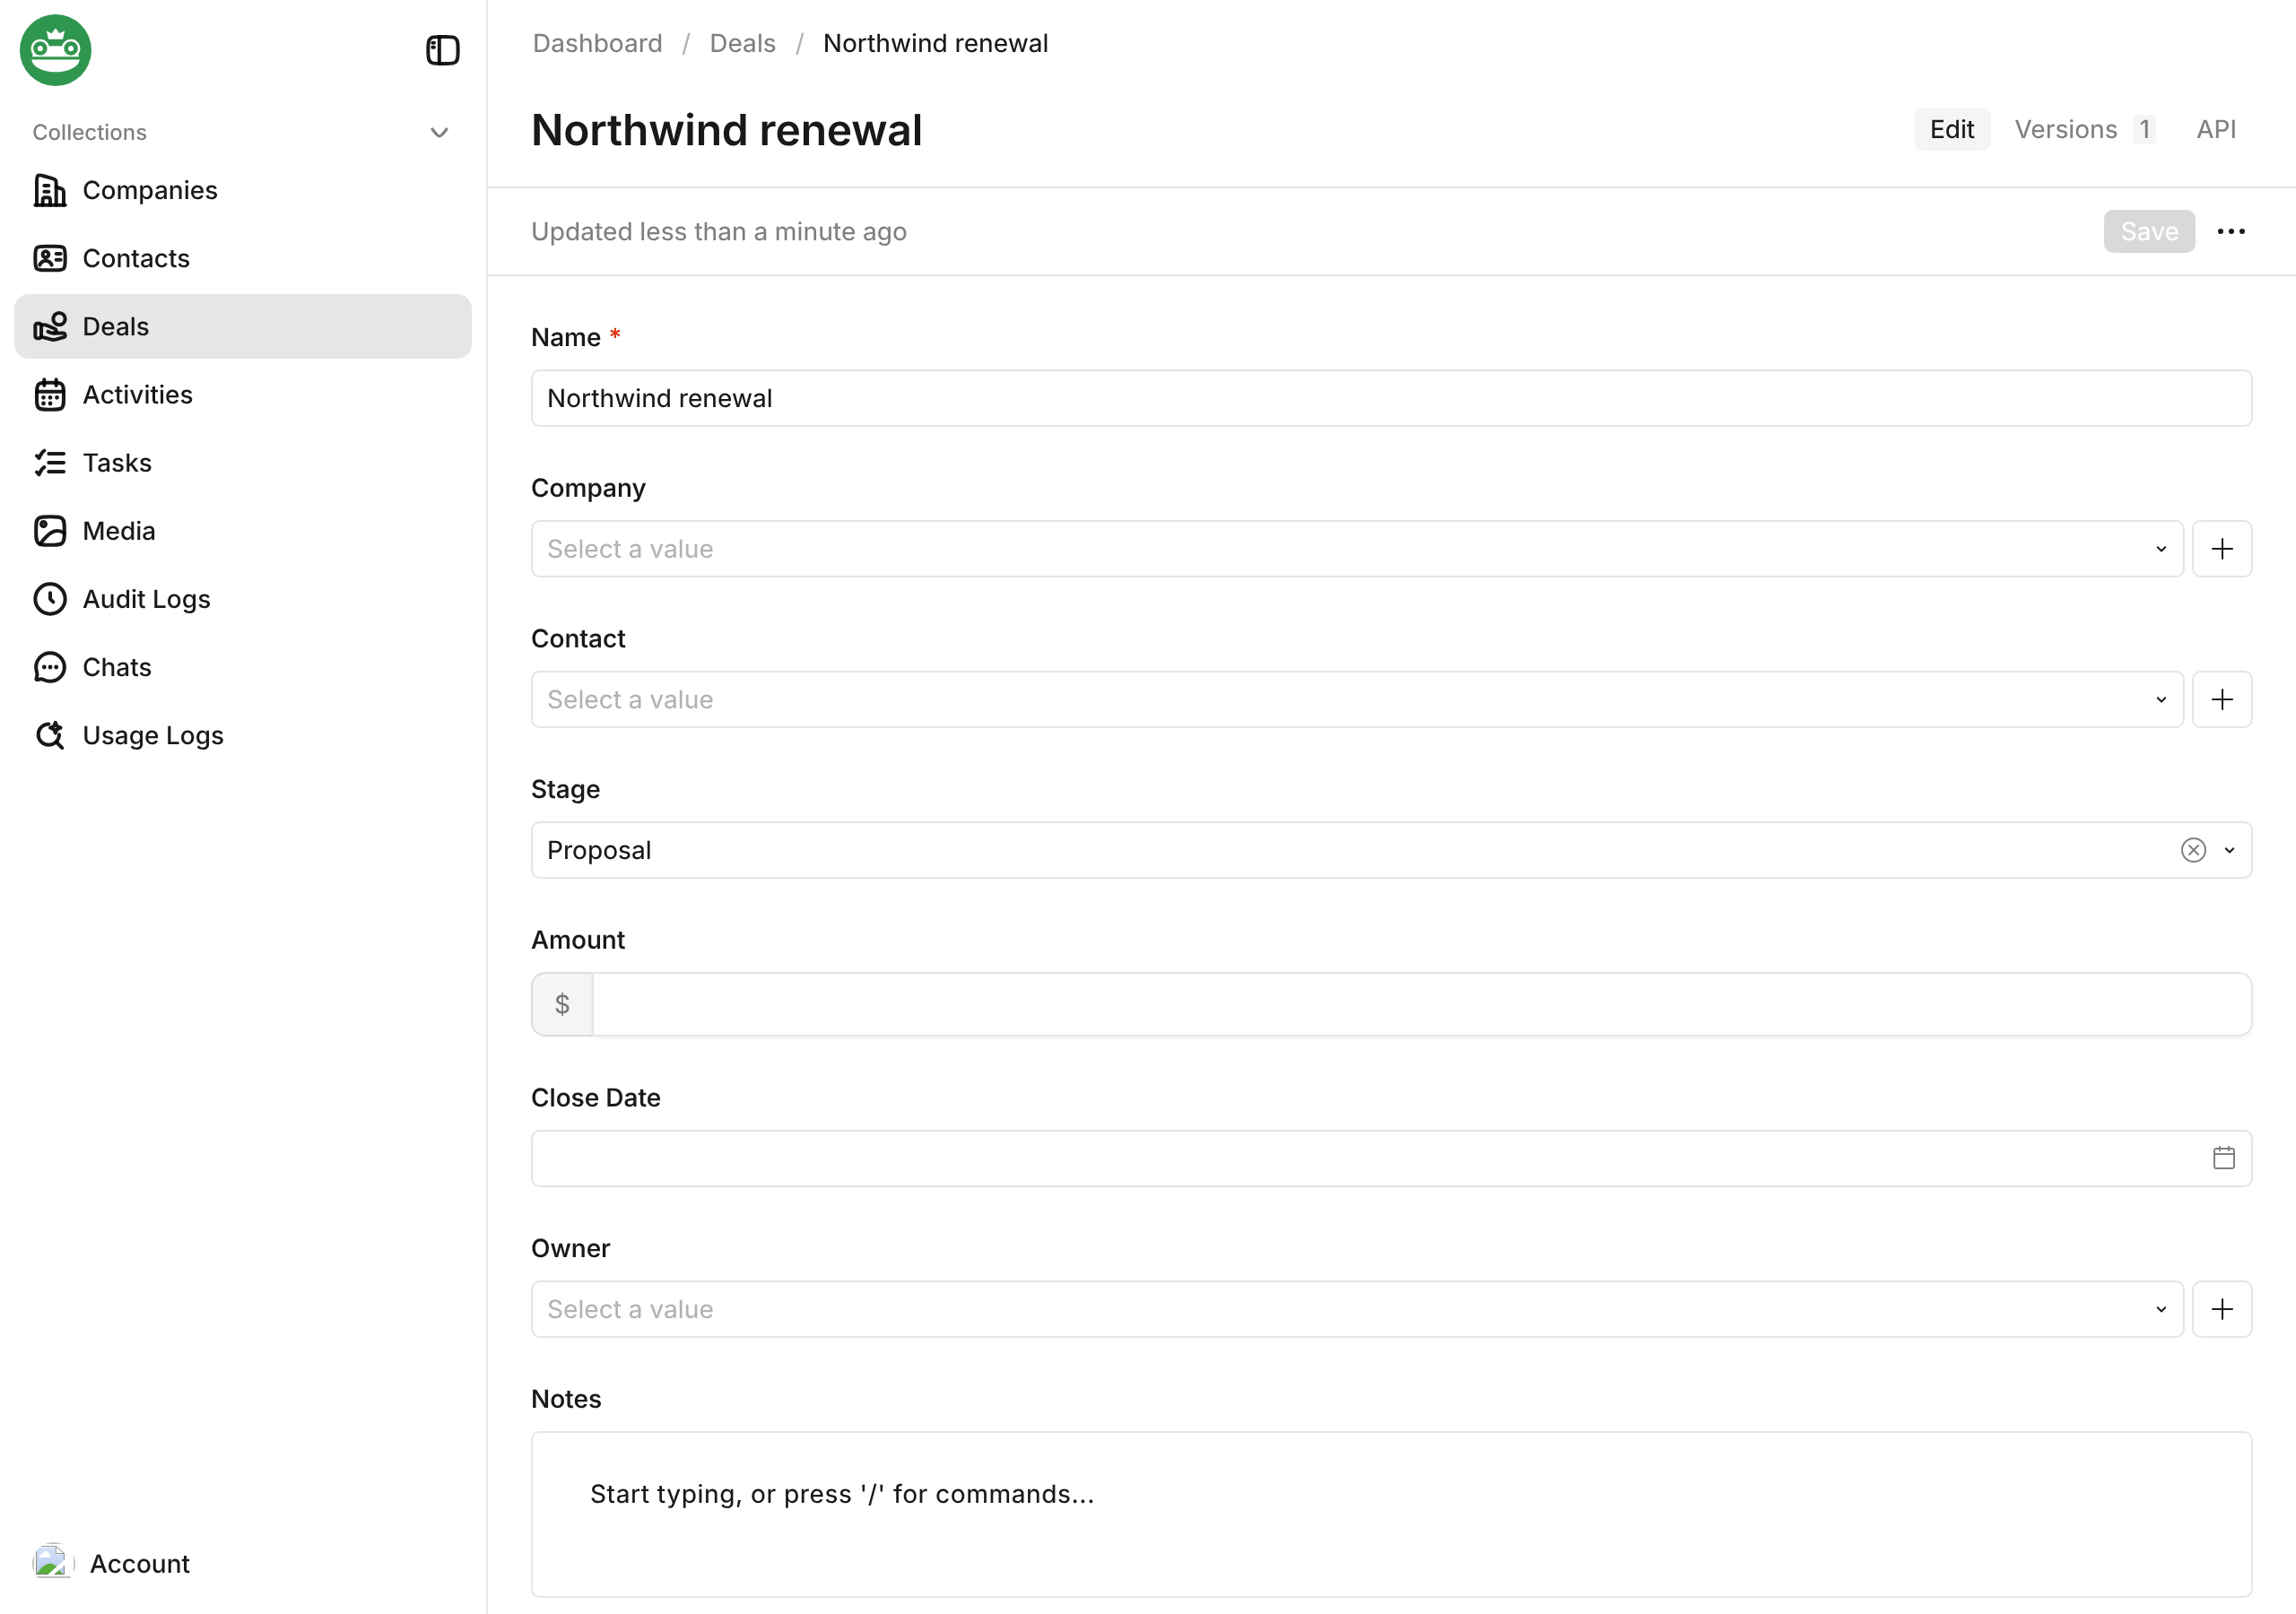 Collections
Companies
Contacts
Deals
Activities
Tasks
Media
Audit Logs
Chats
Usage Logs
Account
Dashboard / Deals / Northwind renewal
Northwind renewal
Edit Versions 1 API
Updated less than a minute ago
Save
Name *
Northwind renewal
Company
Select a value
Contact
Select a value
Stage
Proposal
Amount
$
Close Date
Owner
Select a value
Notes
Start typing, or press '/' for commands...